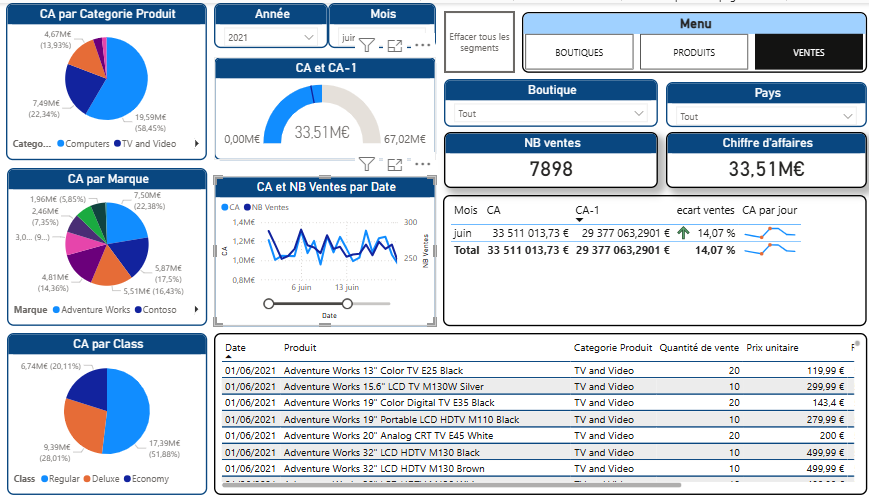 CA par Categorie Produit
4,67M€
(13,93%)
7,49M€
(22,34%)
19,59M€
(58,45%)
Catego... Computers TV and Video
CA par Marque
1,96M€ (5,85%)
2,46M€
(7,35%)
3,0... (9...)
4,81M€
(14,36%)
7,50M€
(22,38%)
5,87M€
(17,5%)
5,51M€ (16,43%)
Marque Adventure Works Contoso
CA par Class
6,74M€ (20,11%)
9,39M€
(28,01%)
17,39M€
(51,88%)
Class Regular Deluxe Economy
Année
2021
Mois
juin
CA et CA-1
0,00M€
33,51M€
67,02M€
CA et NB Ventes par Date
CA NB Ventes
1,4M€
1,2M€
1,0M€
0,8M€
300
250
CA
NB Ventes
6 juin 13 juin
Date
Effacer tous les
segments
Menu
BOUTIQUES PRODUITS VENTES
Boutique
Tout
Pays
Tout
NB ventes
7898
Chiffre d'affaires
33,51M€
Mois CA CA-1 ecart ventes CA par jour
juin 33 511 013,73 € 29 377 063,2901 € 14,07 %
Total 33 511 013,73 € 29 377 063,2901 € 14,07 %
Date Produit Categorie Produit Quantité de vente Prix unitaire
01/06/2021 Adventure Works 13" Color TV E25 Black TV and Video 20 119,99 €
01/06/2021 Adventure Works 15.6" LCD TV M130W Silver TV and Video 10 299,99 €
01/06/2021 Adventure Works 19" Color Digital TV E35 Black TV and Video 20 143,4 €
01/06/2021 Adventure Works 19" Portable LCD HDTV M110 Black TV and Video 10 279,99 €
01/06/2021 Adventure Works 20" Analog CRT TV E45 White TV and Video 20 200 €
01/06/2021 Adventure Works 32" LCD HDTV M130 Black TV and Video 10 499,99 €
01/06/2021 Adventure Works 32" LCD HDTV M130 Brown TV and Video 10 499,99 €